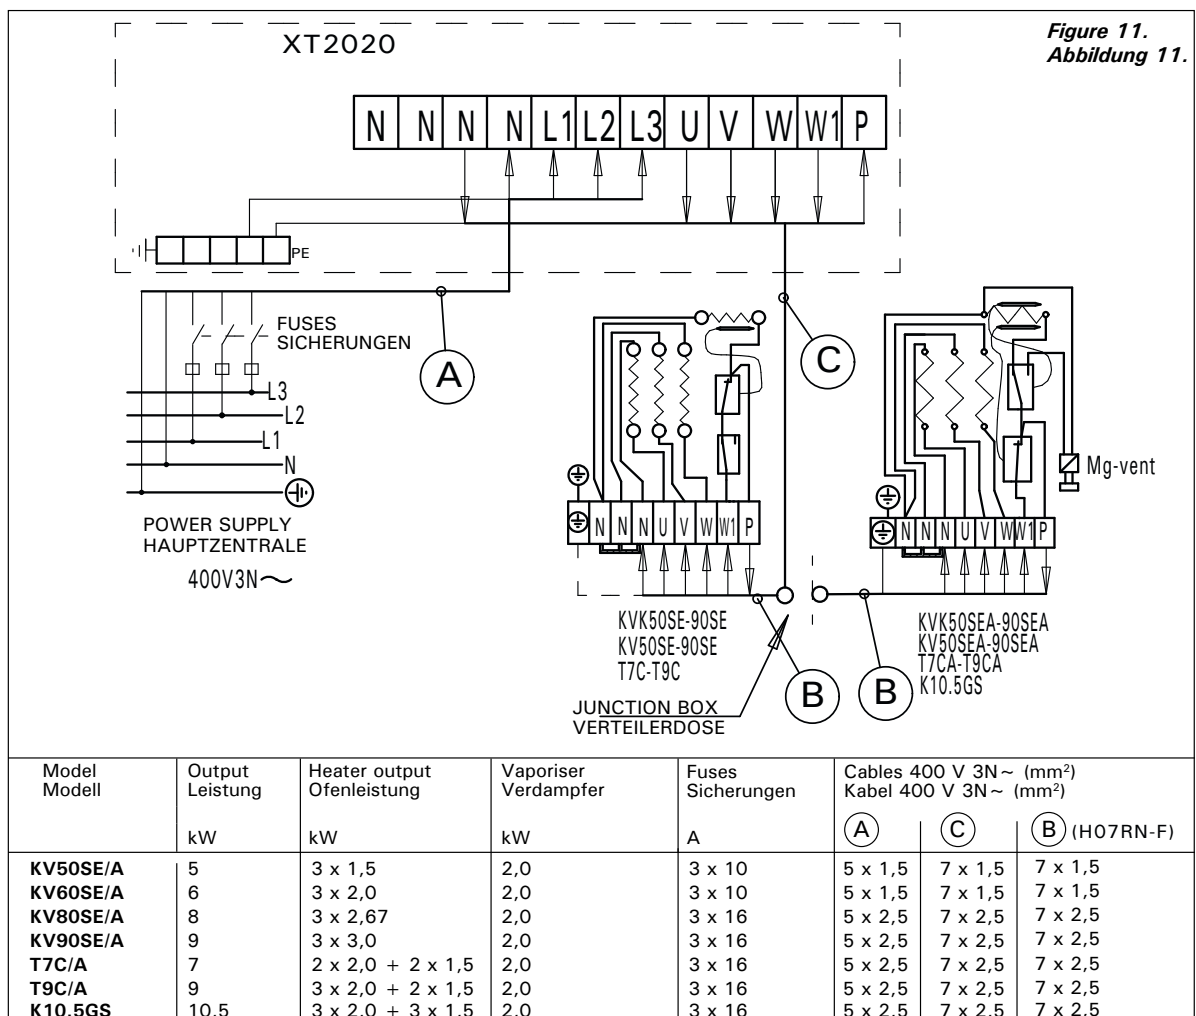 Figure 11.
Abbildung 11.
XT2020
N N N N L1 L2 L3 U V W W1 P
PE
FUSES
SICHERUNGEN
A
C
L3
L2
L1
N
Mg-vent
POWER SUPPLY
HAUPTZENTRALE
400V3N~
N N N U V W W1 P
N N N U V W W1 P
KVK50SE-90SE
KV50SE-90SE
T7C-T9C
KVK50SEA-90SEA
KV50SEA-90SEA
T7CA-T9CA
K10.5GS
B
B
JUNCTION BOX
VERTEILERDOSE
Model Output Heater output Vaporiser Fuses Cables 400 V 3N~ (mm²)
Modell Leistung Ofenleistung Verdampfer Sicherungen Kabel 400 V 3N~ (mm²)
kW kW kW A A C B (H07RN-F)
KV50SE/A 5 3 x 1,5 2,0 3 x 10 5 x 1,5 7 x 1,5 7 x 1,5
KV60SE/A 6 3 x 2,0 2,0 3 x 10 5 x 1,5 7 x 1,5 7 x 1,5
KV80SE/A 8 3 x 2,67 2,0 3 x 16 5 x 2,5 7 x 2,5 7 x 2,5
KV90SE/A 9 3 x 3,0 2,0 3 x 16 5 x 2,5 7 x 2,5 7 x 2,5
T7C/A 7 2 x 2,0 + 2 x 1,5 2,0 3 x 16 5 x 2,5 7 x 2,5 7 x 2,5
T9C/A 9 3 x 2,0 + 2 x 1,5 2,0 3 x 16 5 x 2,5 7 x 2,5 7 x 2,5
K10.5GS 10,5 3 x 2,0 + 3 x 1,5 2,0 3 x 16 5 x 2,5 7 x 2,5 7 x 2,5